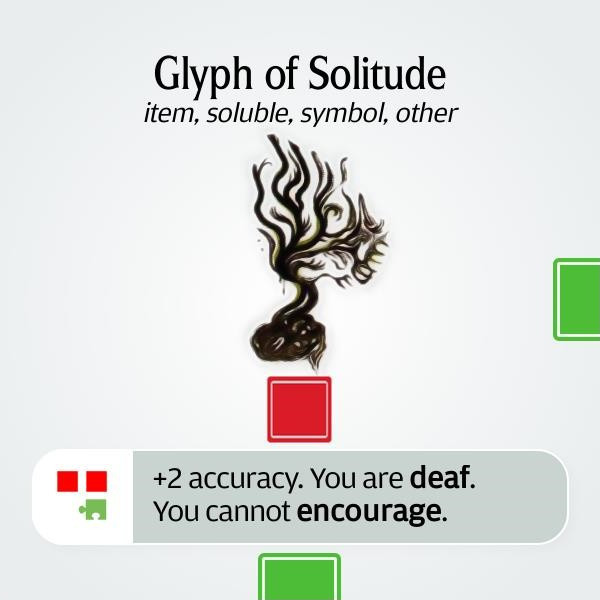 Glyph of Solitude
item, soluble, symbol, other
+2 accuracy. You are deaf.
You cannot encourage.